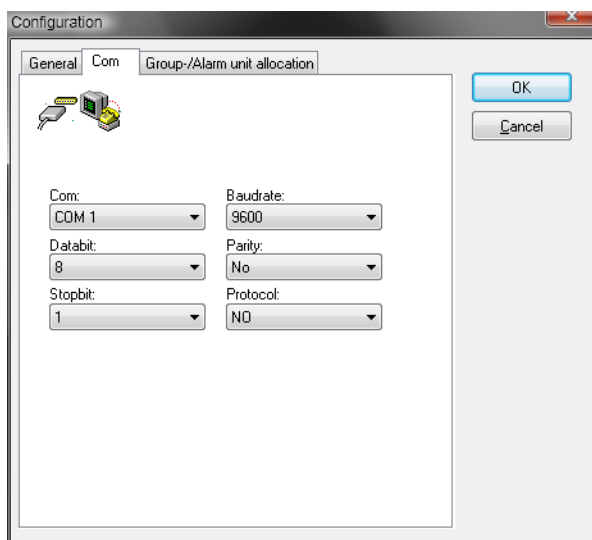 Configuration
General Com Group-/Alarm unit allocation
OK
Cancel
Com: Baudrate:
COM 1 9600
Databit: Parity:
8 No
Stopbit: Protocol:
1 NO